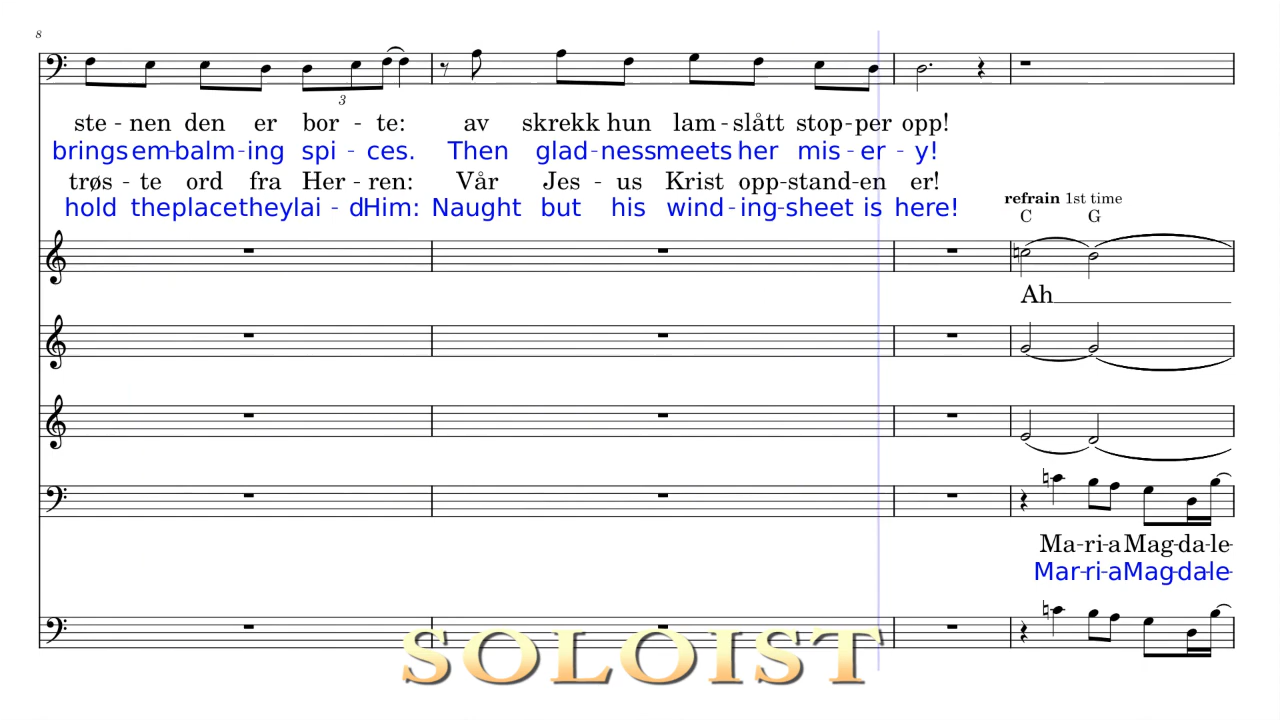 8
3
ste - nen den er bor - te: av skrekk hun lam - slått stop - per opp!
brings em-balm-ing spi - ces. Then glad-ness meets her mis - er - y!
trøs - te ord fra Her - ren: Vår Jes - us Krist opp-stand-en er!
hold the place they lai - d Him: Naught but his wind-ing-sheet is here!
refrain 1st time
C G
Ah
Ma-ri-a Mag-da-le-
Mar-ri-a Mag-da-le-
SOLOIST